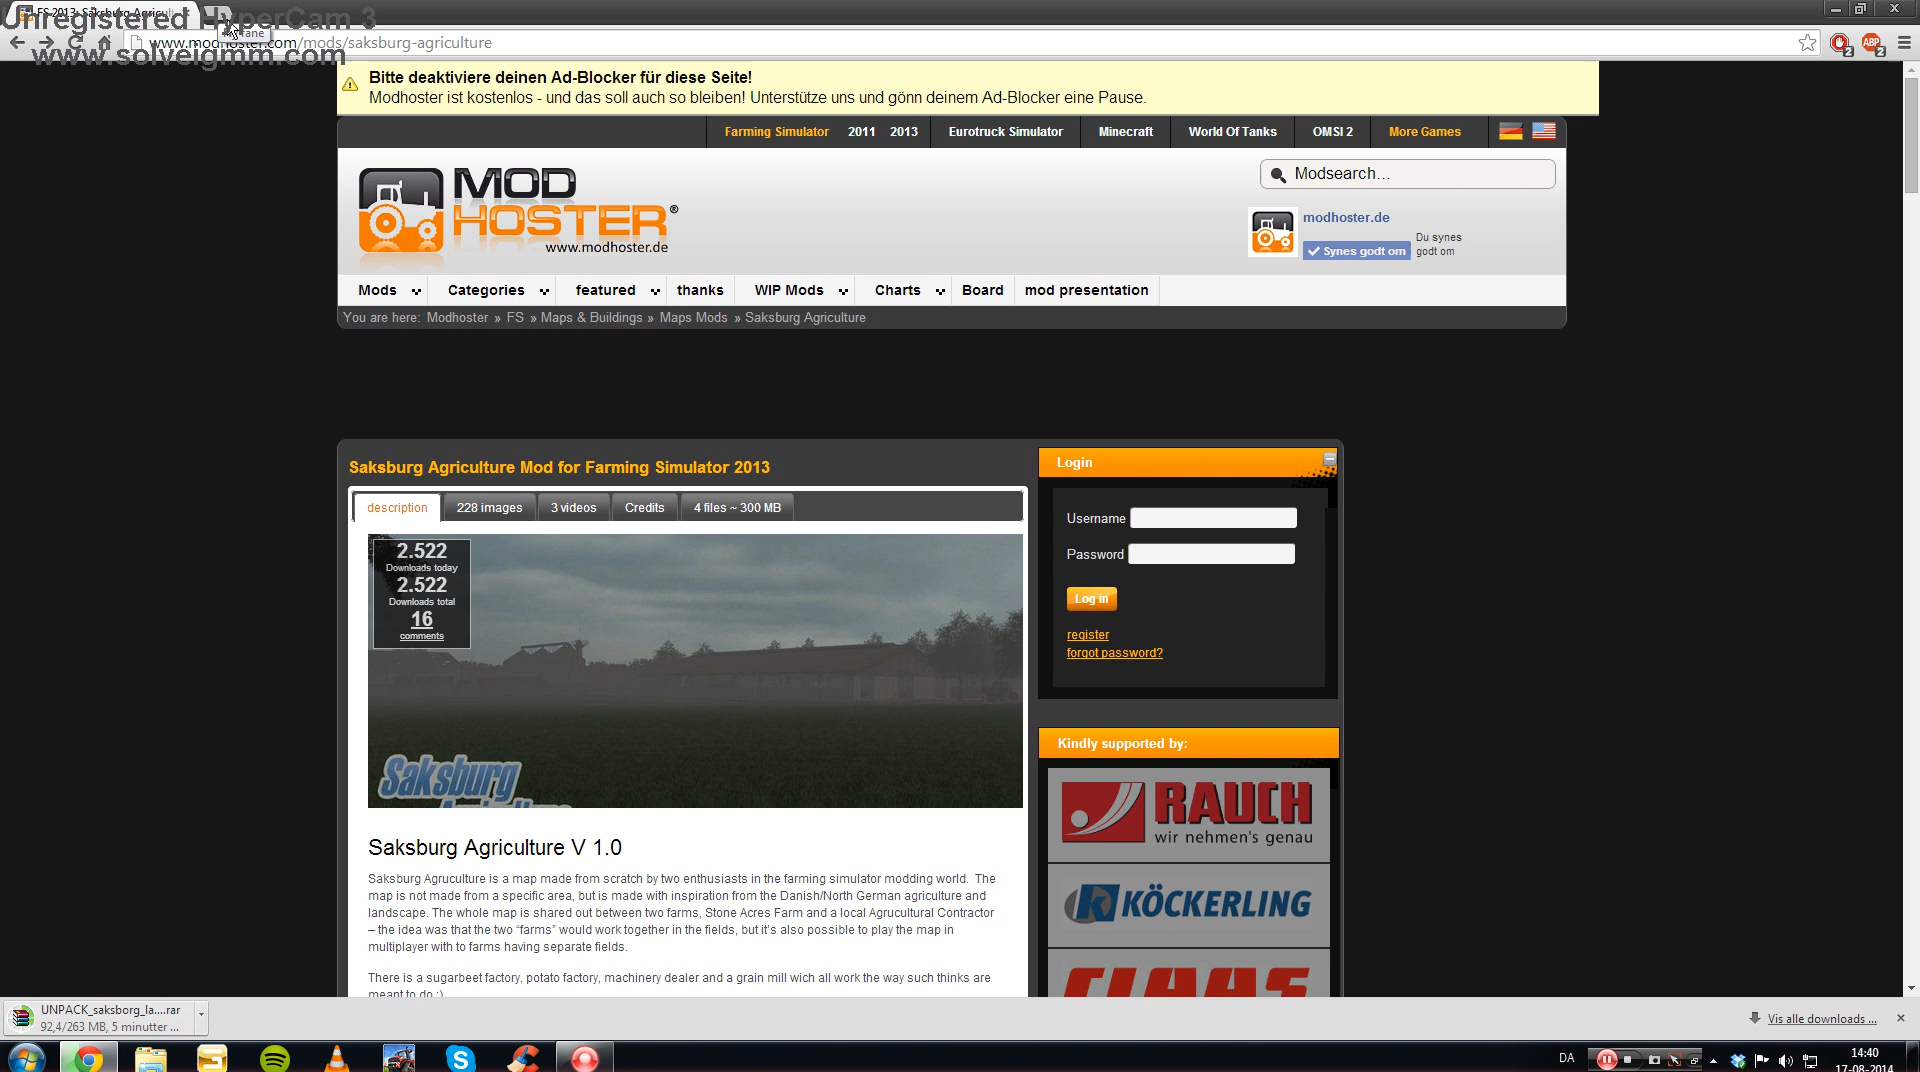 FS 2013: Saksburg Agricult
Unregistered HyperCam 3
www.solveigmm.com
www.modhoster.com/mods/saksburg-agriculture
2
ABP
2
Bitte deaktiviere deinen Ad-Blocker für diese Seite!
Modhoster ist kostenlos - und das soll auch so bleiben! Unterstütze uns und gönn deinem Ad-Blocker eine Pause.
Farming Simulator 2011 2013 Eurotruck Simulator Minecraft World Of Tanks OMSI 2 More Games
MOD
HOSTER®
www.modhoster.de
Modsearch...
modhoster.de
Synes godt om
Du synes
godt om
Mods Categories featured thanks WIP Mods Charts Board mod presentation
You are here: Modhoster » FS » Maps & Buildings » Maps Mods » Saksburg Agriculture
Saksburg Agriculture Mod for Farming Simulator 2013
description 228 images 3 videos Credits 4 files ~ 300 MB
2.522
Downloads today
2.522
Downloads total
16
comments
Saksburg
Saksburg Agriculture V 1.0
Saksburg Agruculture is a map made from scratch by two enthusiasts in the farming simulator modding world. The
map is not made from a specific area, but is made with inspiration from the Danish/North German agriculture and
landscape. The whole map is shared out between two farms, Stone Acres Farm and a local Agrucultural Contractor
– the idea was that the two “farms” would work together in the fields, but it’s also possible to play the map in
multiplayer with to farms having separate fields.
There is a sugarbeet factory, potato factory, machinery dealer and a grain mill wich all work the way such thinks are
meant to do :)
Login
Username
Password
Log in
register
forgot password?
Kindly supported by:
RAUCH
wir nehmen's genau
KÖCKERLING
CLAAS
UNPACK_saksborg_la....rar
92,4/263 MB, 5 minutter ...
Vis alle downloads ...
DA
14:40
17-08-2014